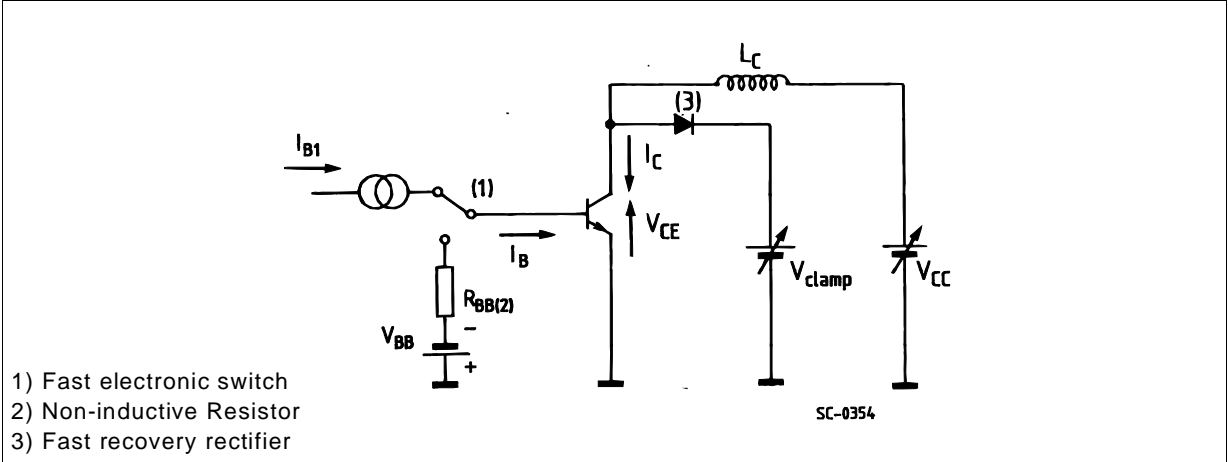 L_C
(3)
I_B1
(1)
I_C
V_CE
I_B
V_clamp
V_CC
R_BB(2)
V_BB
−
+
1) Fast electronic switch
2) Non-inductive Resistor
3) Fast recovery rectifier
SC-0354